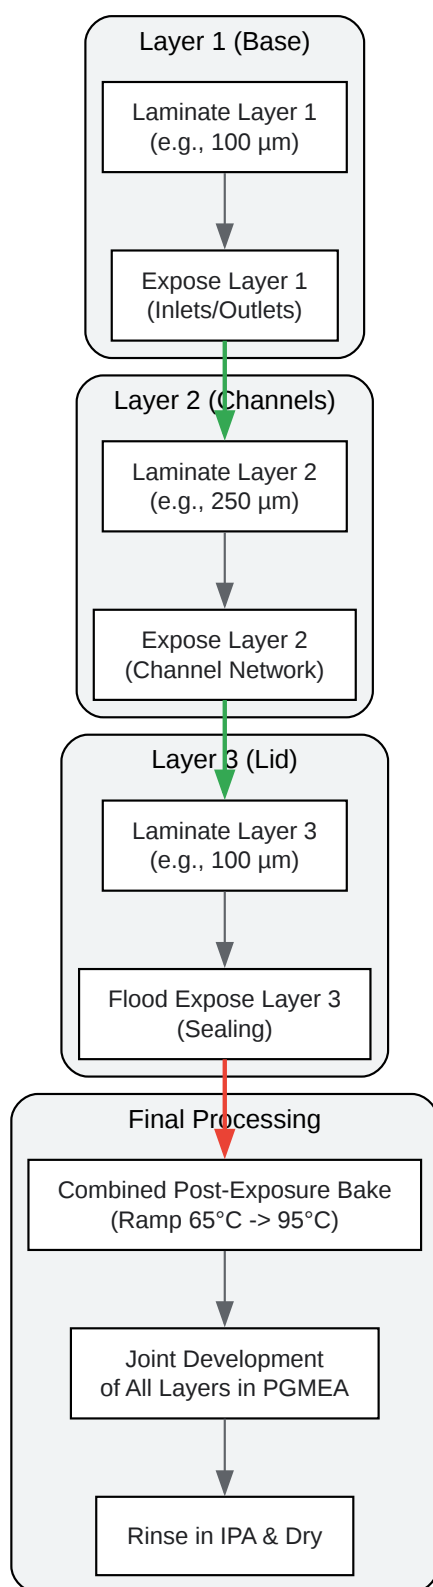 Layer 1 (Base)
Laminate Layer 1
(e.g., 100 µm)
Expose Layer 1
(Inlets/Outlets)
Layer 2 (Channels)
Laminate Layer 2
(e.g., 250 µm)
Expose Layer 2
(Channel Network)
Layer 3 (Lid)
Laminate Layer 3
(e.g., 100 µm)
Flood Expose Layer 3
(Sealing)
Final Processing
Combined Post-Exposure Bake
(Ramp 65°C -> 95°C)
Joint Development
of All Layers in PGMEA
Rinse in IPA & Dry